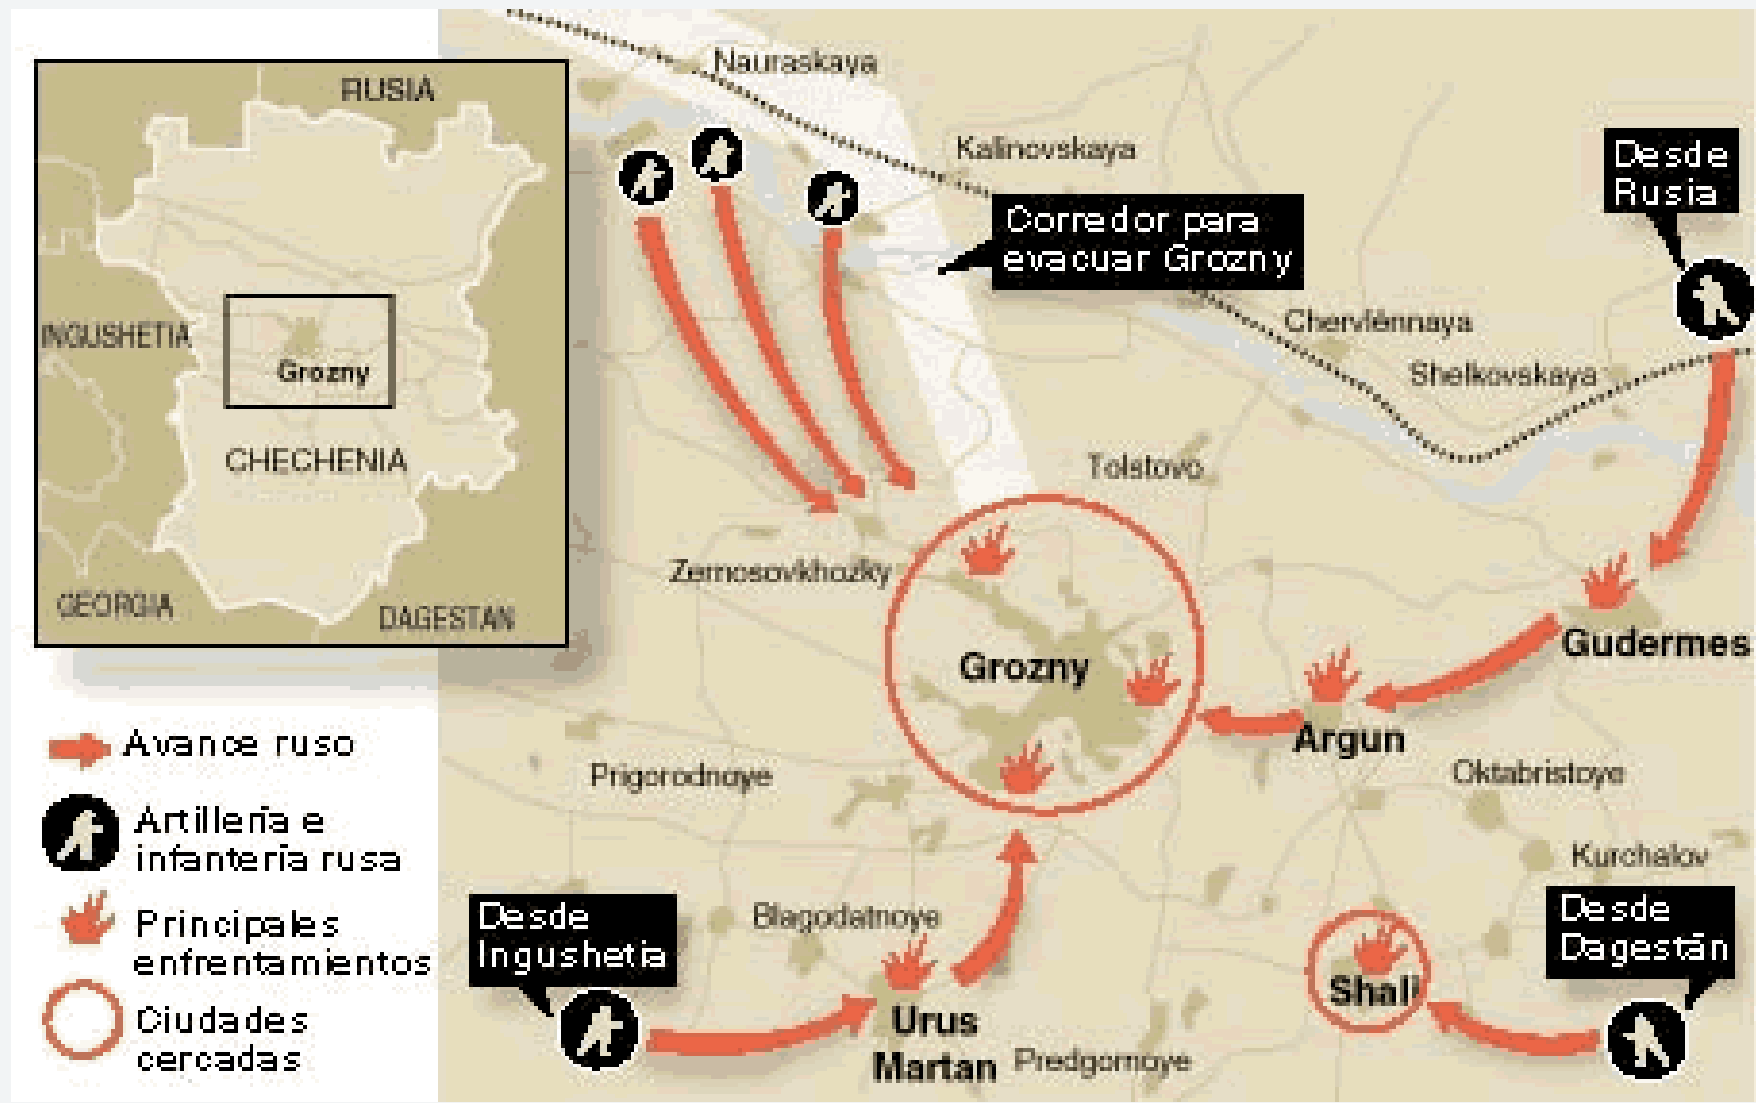 RUSIA
INGUSHETIA
Grozny
CHECHENIA
GEORGIA
DAGESTAN
Avance ruso
Artillería e
infantería rusa
Principales
enfrentamientos
Ciudades
cercadas
Nauraskaya
Kalinovskaya
Corredor para
evacuar Grozny
Desde
Rusia
Chervlénnaya
Shelkovskaya
Tolstovo
Zernosovkhozky
Grozny
Gudermes
Argun
Prigorodnoye
Oktabristoye
Kurchalov
Blagodatnoye
Desde
Ingushetia
Desde
Dagestán
Shali
Urus
Martan
Predgornoye